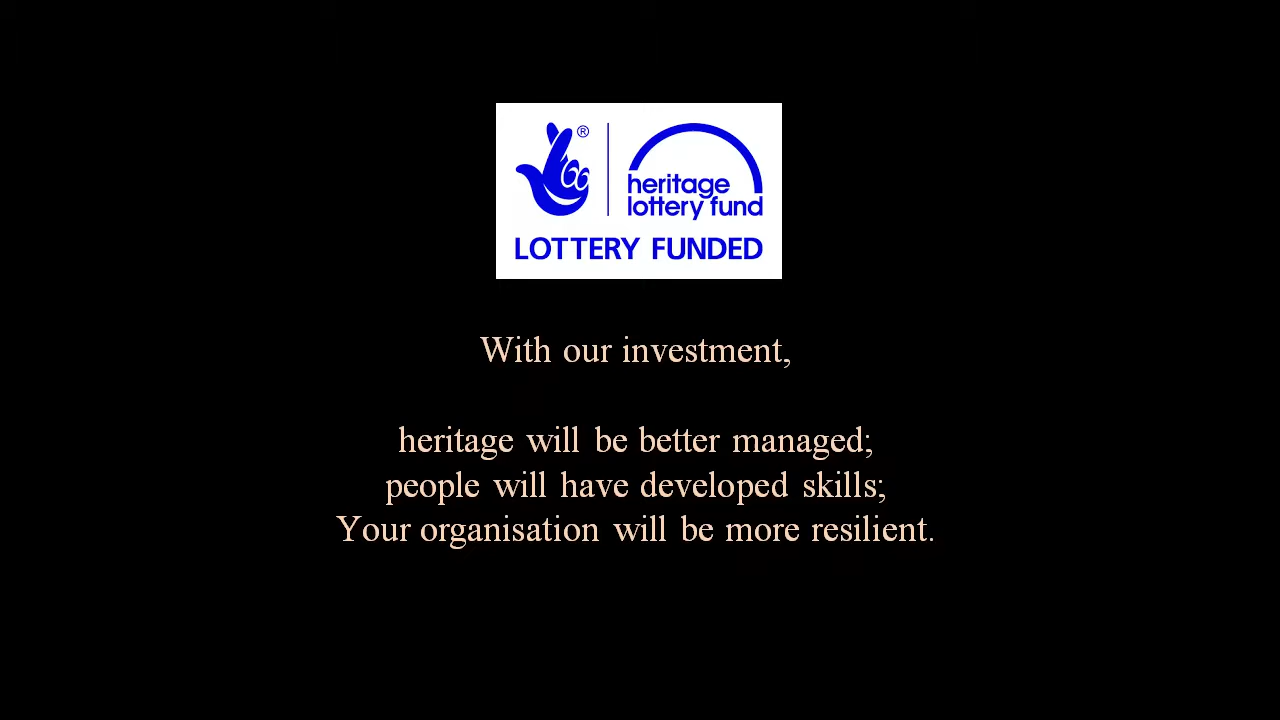 ®
heritage
lottery fund
LOTTERY FUNDED
With our investment,
heritage will be better managed;
people will have developed skills;
Your organisation will be more resilient.